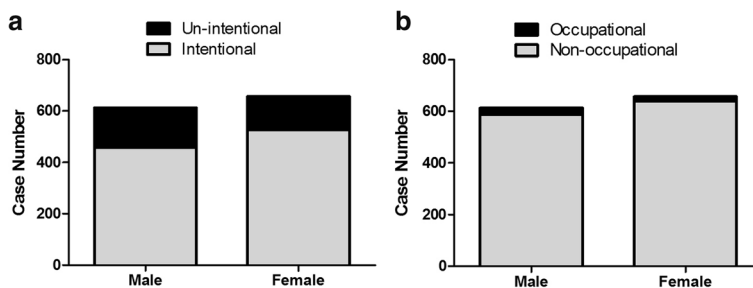 a
Un-intentional
Intentional
Case Number
800
600
400
200
0
Male Female
b
Occupational
Non-occupational
Case Number
800
600
400
200
0
Male Female